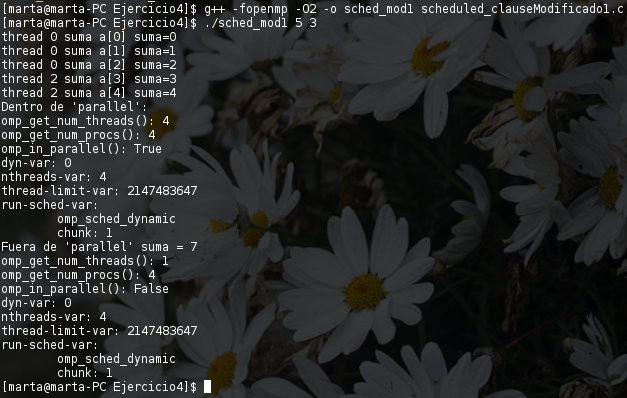 [marta@marta-PC Ejercicio4]$ g++ -fopenmp -O2 -o sched_mod1 scheduled_clauseModificado1.c
[marta@marta-PC Ejercicio4]$ ./sched_mod1 5 3
thread 0 suma a[0] suma=0
thread 0 suma a[1] suma=1
thread 0 suma a[2] suma=2
thread 2 suma a[3] suma=3
thread 2 suma a[4] suma=4
Dentro de 'parallel':
omp_get_num_threads(): 4
omp_get_num_procs(): 4
omp_in_parallel(): True
dyn-var: 0
nthreads-var: 4
thread-limit-var: 2147483647
run-sched-var:
omp_sched_dynamic
chunk: 1
Fuera de 'parallel' suma = 7
omp_get_num_threads(): 1
omp_get_num_procs(): 4
omp_in_parallel(): False
dyn-var: 0
nthreads-var: 4
thread-limit-var: 2147483647
run-sched-var:
omp_sched_dynamic
chunk: 1
[marta@marta-PC Ejercicio4]$